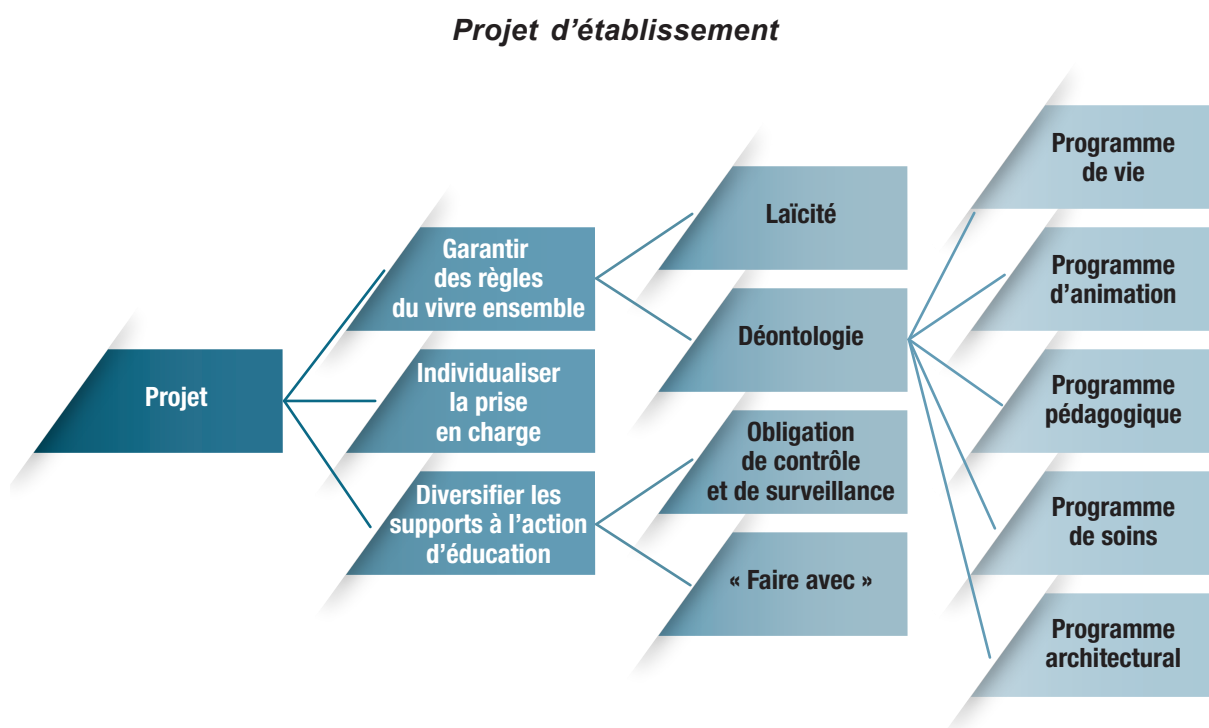 Projet d’établissement
Projet
Garantir
des règles
du vivre ensemble
Individualiser
la prise
en charge
Diversifier les
supports à l’action
d’éducation
Laïcité
Déontologie
Obligation
de contrôle
et de surveillance
« Faire avec »
Programme
de vie
Programme
d’animation
Programme
pédagogique
Programme
de soins
Programme
architectural